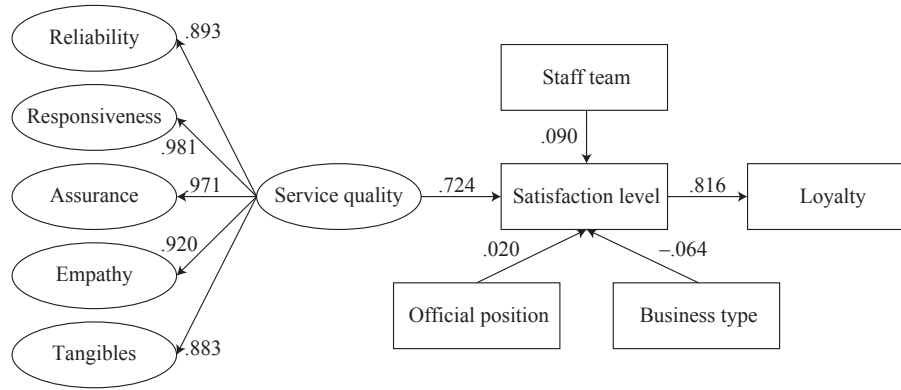 Reliability
.893
Responsiveness
.981
Assurance
.971
Empathy
.920
Tangibles
.883
Service quality
.724
Staff team
.090
Satisfaction level
.816
Loyalty
.020
–.064
Official position
Business type